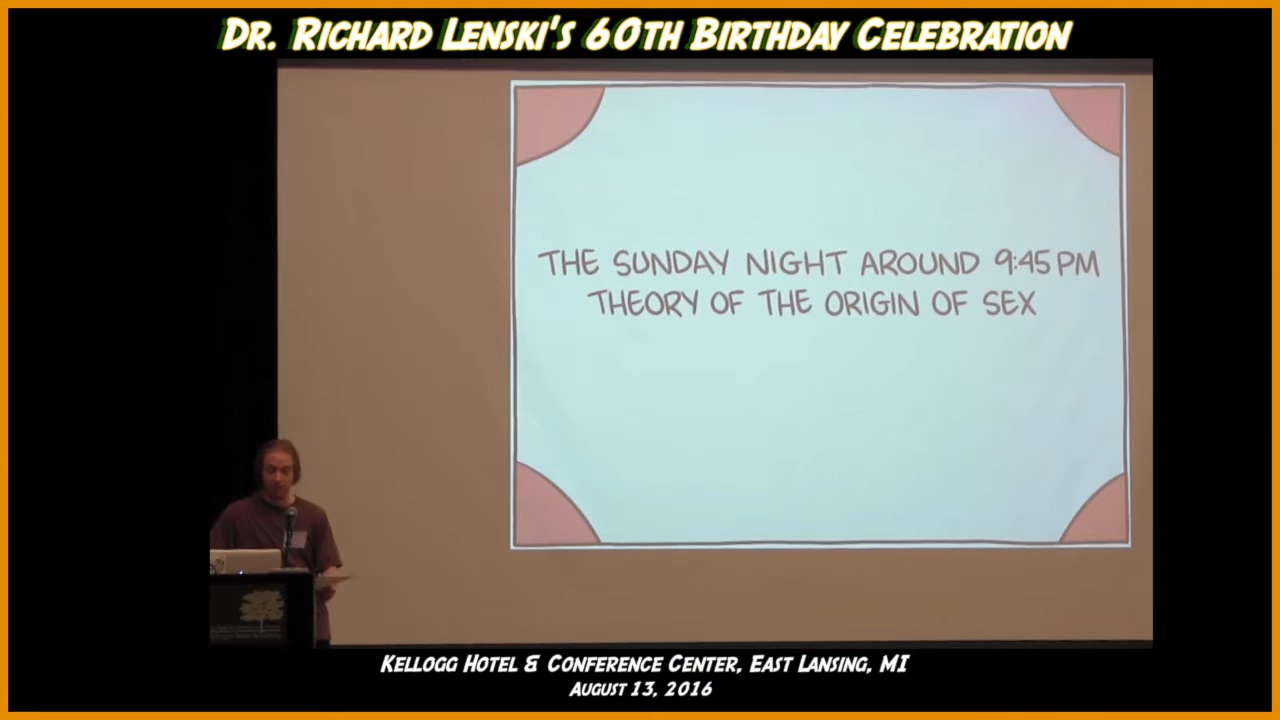 DR. RICHARD LENSKI'S 60TH BIRTHDAY CELEBRATION
THE SUNDAY NIGHT AROUND 9:45 PM
THEORY OF THE ORIGIN OF SEX
KELLOGG HOTEL & CONFERENCE CENTER, EAST LANSING, MI
AUGUST 13, 2016